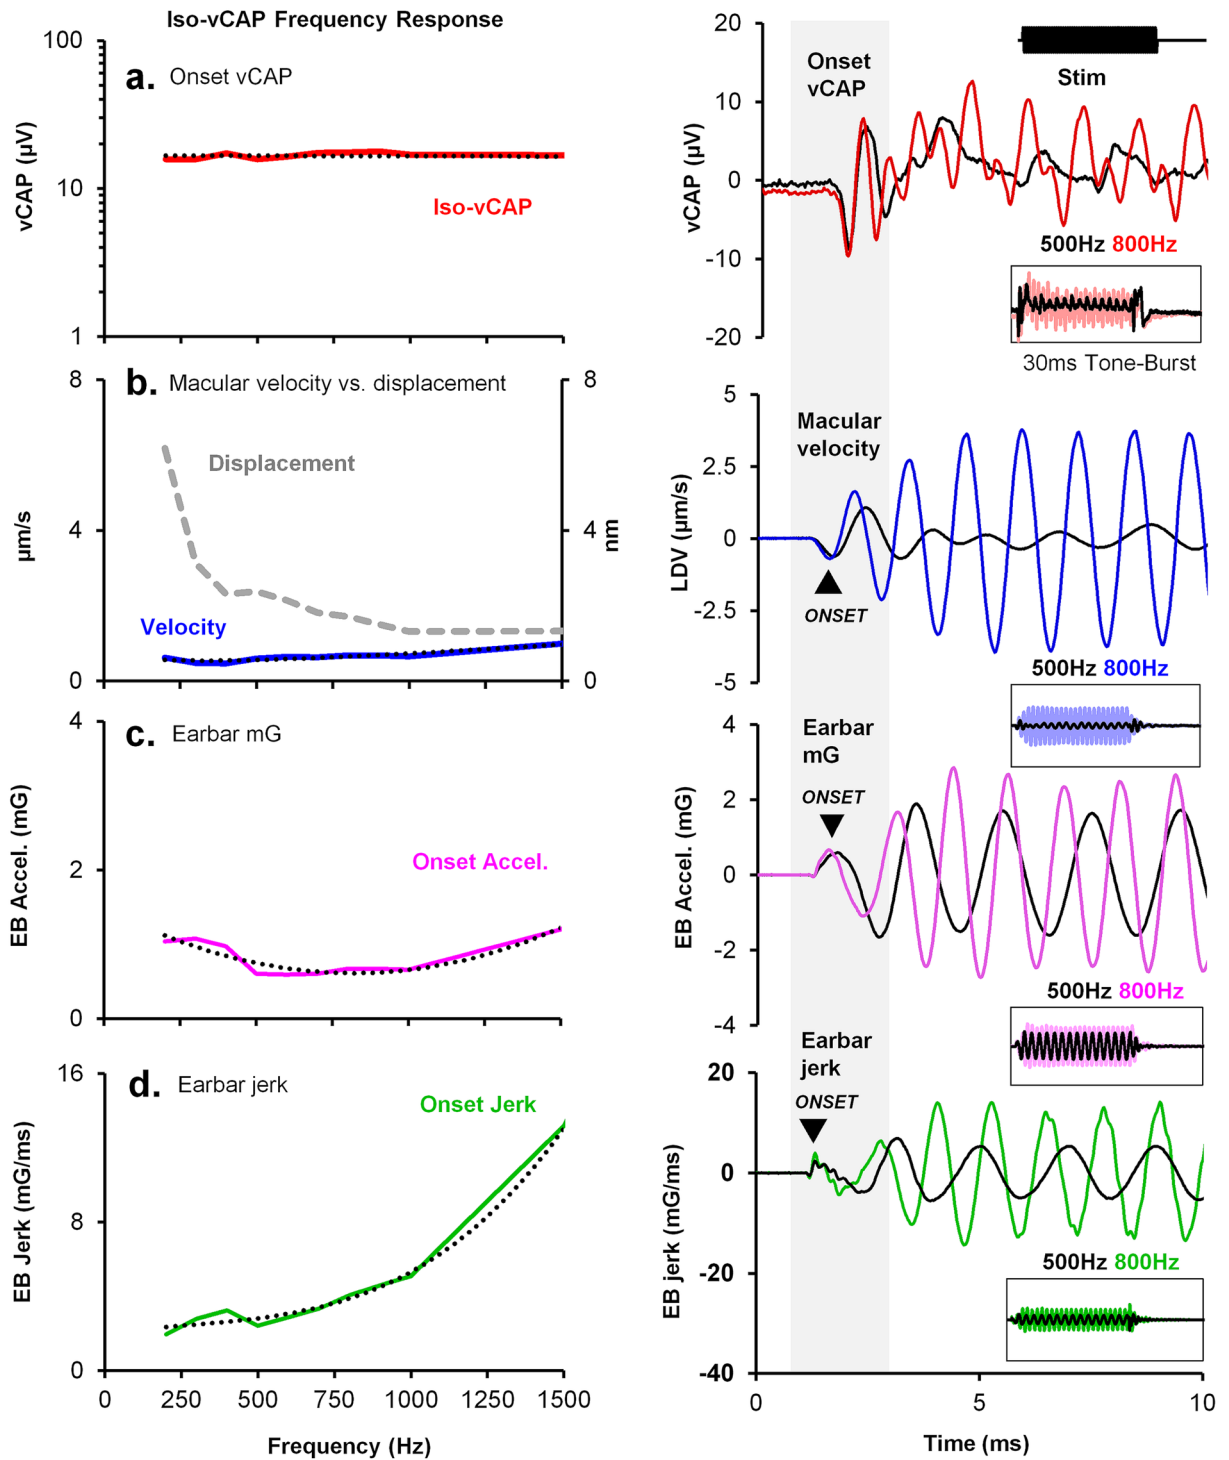 Iso-vCAP Frequency Response
100
10
1
vCAP (µV)
a. Onset vCAP
Iso-vCAP
b. Macular velocity vs. displacement
8
4
0
µm/s
8
4
0
nm
Displacement
Velocity
c. Earbar mG
4
2
0
EB Accel. (mG)
Onset Accel.
d. Earbar jerk
16
8
0
EB Jerk (mG/ms)
Onset Jerk
0 250 500 750 1000 1250 1500
Frequency (Hz)
20
10
0
-10
-20
vCAP (µV)
Onset
vCAP
Stim
500Hz 800Hz
30ms Tone-Burst
5
2.5
0
-2.5
-5
LDV (µm/s)
Macular
velocity
ONSET
500Hz 800Hz
4
2
0
-2
-4
EB Accel. (mG)
Earbar
mG
ONSET
500Hz 800Hz
20
0
-20
-40
EB jerk (mG/ms)
Earbar
jerk
ONSET
500Hz 800Hz
0 5 10
Time (ms)